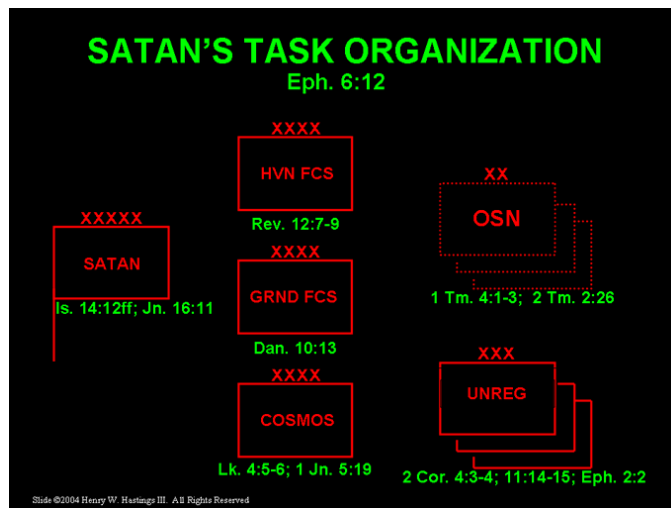 SATAN'S TASK ORGANIZATION
Eph. 6:12
XXXXX
SATAN
Is. 14:12ff; Jn. 16:11
XXXX
HVN FCS
Rev. 12:7-9
XXXX
GRND FCS
Dan. 10:13
XXXX
COSMOS
Lk. 4:5-6; 1 Jn. 5:19
XX
OSN
1 Tm. 4:1-3; 2 Tm. 2:26
XXX
UNREG
2 Cor. 4:3-4; 11:14-15; Eph. 2:2
Slide ©2004 Henry W. Hastings III. All Rights Reserved